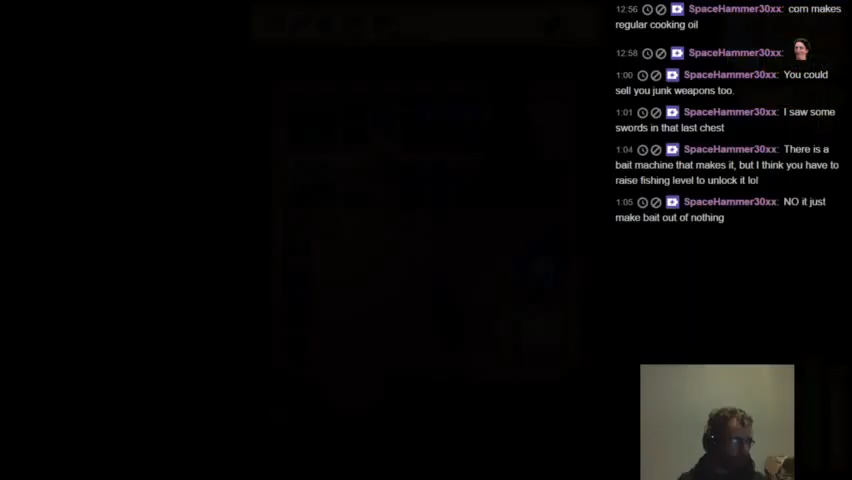 12:56 SpaceHammer30xx: corn makes
regular cooking oil
12:58 SpaceHammer30xx:
1:00 SpaceHammer30xx: You could
sell you junk weapons too.
1:01 SpaceHammer30xx: I saw some
swords in that last chest
1:04 SpaceHammer30xx: There is a
bait machine that makes it, but I think you have to
raise fishing level to unlock it lol
1:05 SpaceHammer30xx: NO it just
make bait out of nothing